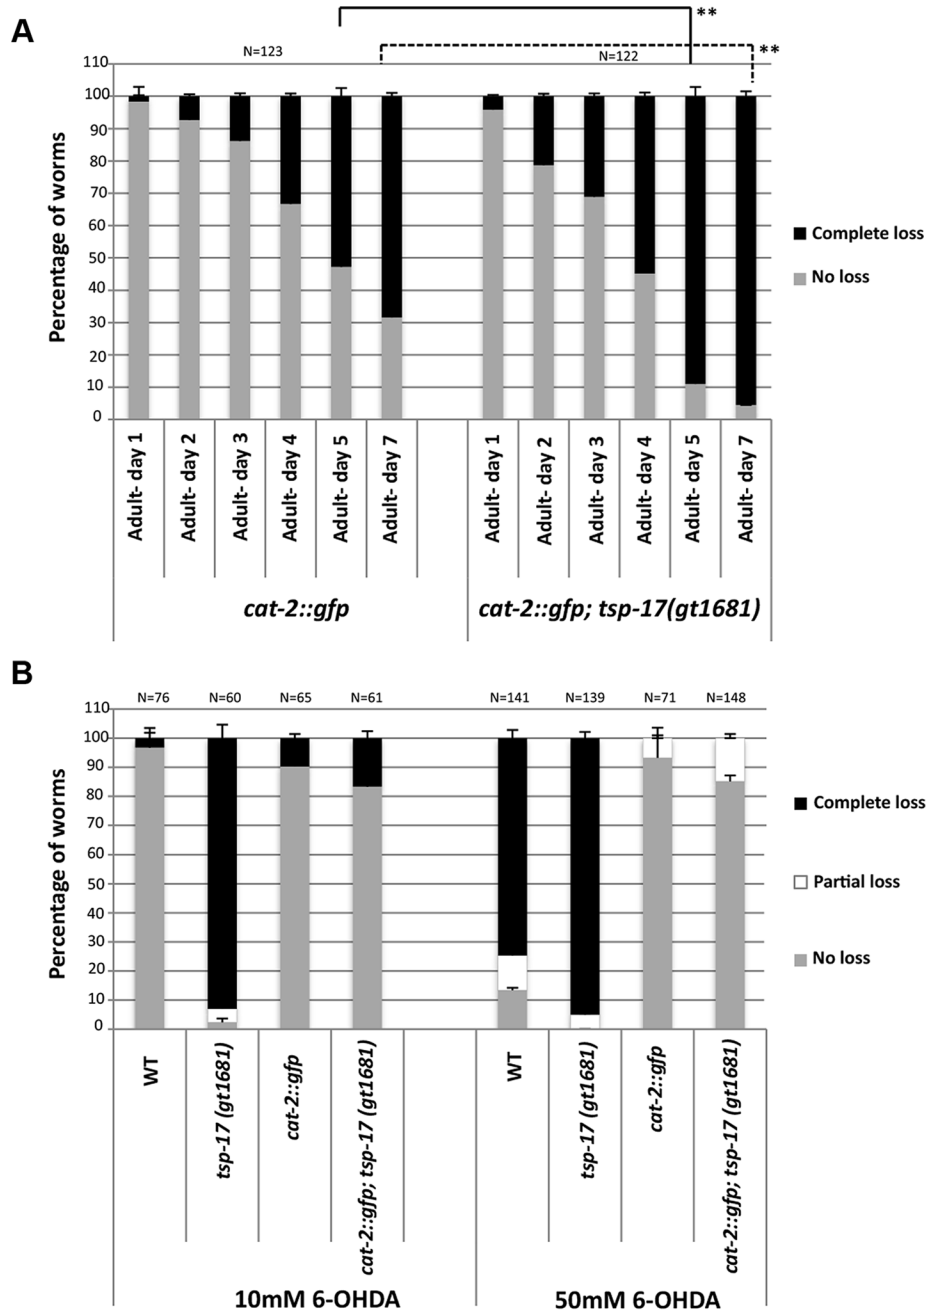 A
**
**
N=123
N=122
110
100
90
80
70
60
50
40
30
20
10
0
Percentage of worms
Complete loss
No loss
Adult- day 1
Adult- day 2
Adult- day 3
Adult- day 4
Adult- day 5
Adult- day 7
Adult- day 1
Adult- day 2
Adult- day 3
Adult- day 4
Adult- day 5
Adult- day 7
cat-2::gfp
cat-2::gfp; tsp-17(gt1681)
B
N=76
N=60
N=65
N=61
N=141
N=139
N=71
N=148
110
100
90
80
70
60
50
40
30
20
10
0
Percentage of worms
Complete loss
Partial loss
No loss
WT
tsp-17 (gt1681)
cat-2::gfp
cat-2::gfp; tsp-17 (gt1681)
WT
tsp-17 (gt1681)
cat-2::gfp
cat-2::gfp; tsp-17 (gt1681)
10mM 6-OHDA
50mM 6-OHDA